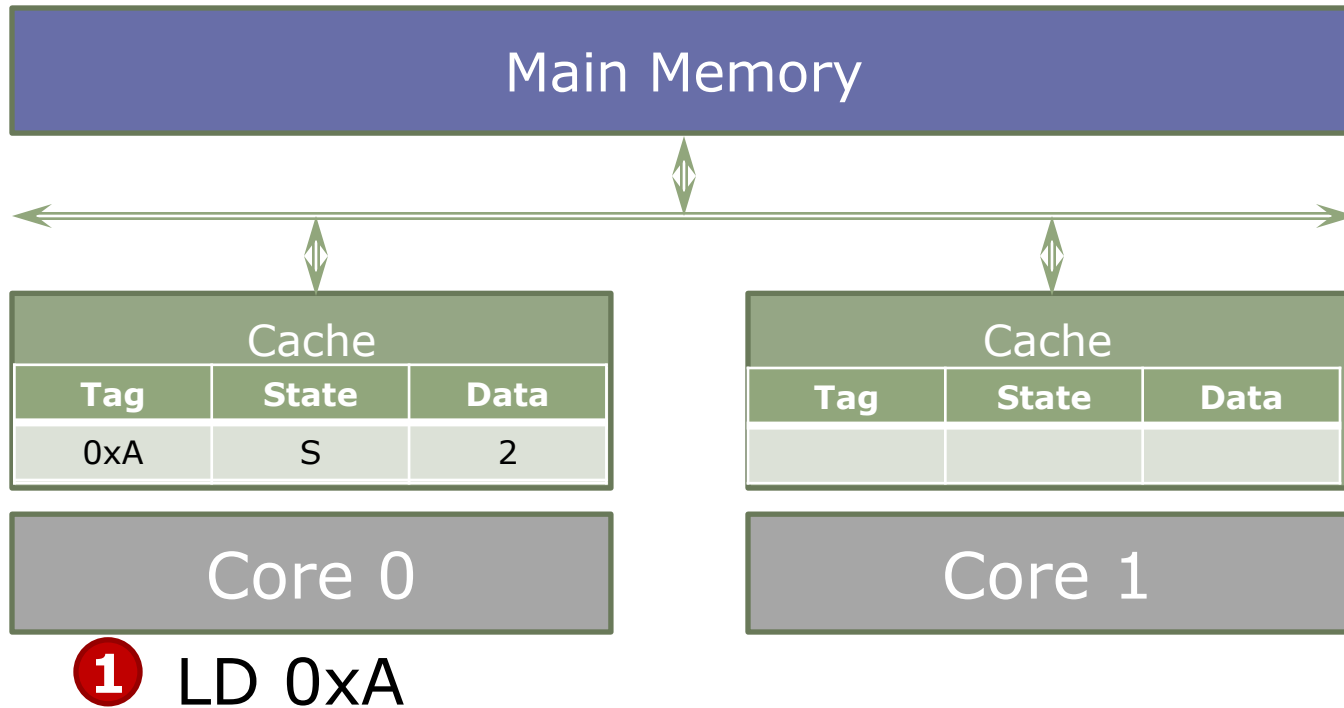 Main Memory
Cache
Tag State Data
0xA S 2
Cache
Tag State Data
Core 0
Core 1
1 LD 0xA